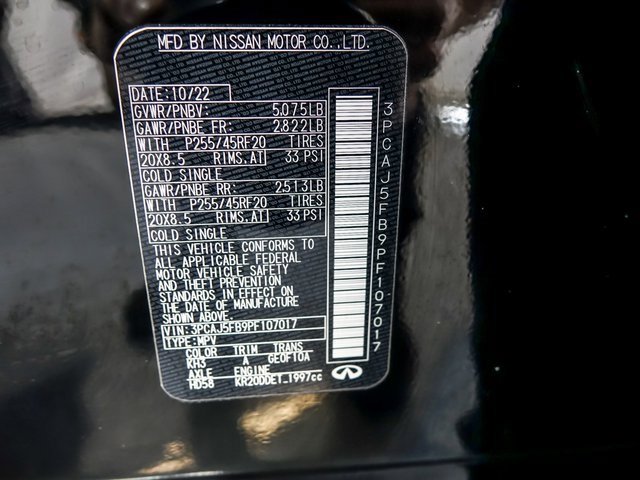 MFD BY NISSAN MOTOR CO.,LTD.
DATE: 10/22
GVWR/PNBV: 5,075LB
GAWR/PNBE FR: 2,822LB
WITH P255/45RF20 TIRES
20X8.5 RIMS,AT 33 PSI
COLD SINGLE
GAWR/PNBE RR: 2,513LB
WITH P255/45RF20 TIRES
20X8.5 RIMS,AT 33 PSI
COLD SINGLE
THIS VEHICLE CONFORMS TO
ALL APPLICABLE FEDERAL
MOTOR VEHICLE SAFETY
AND THEFT PREVENTION
STANDARDS IN EFFECT ON
THE DATE OF MANUFACTURE
SHOWN ABOVE.
VIN: 3PCAJ5FB9PF107017
TYPE: MPV
COLOR TRIM TRANS
KH3 A GE0F10A
AXLE ENGINE
HD58 KR20DDET 1997cc
3PCAJ5FB9PF107017